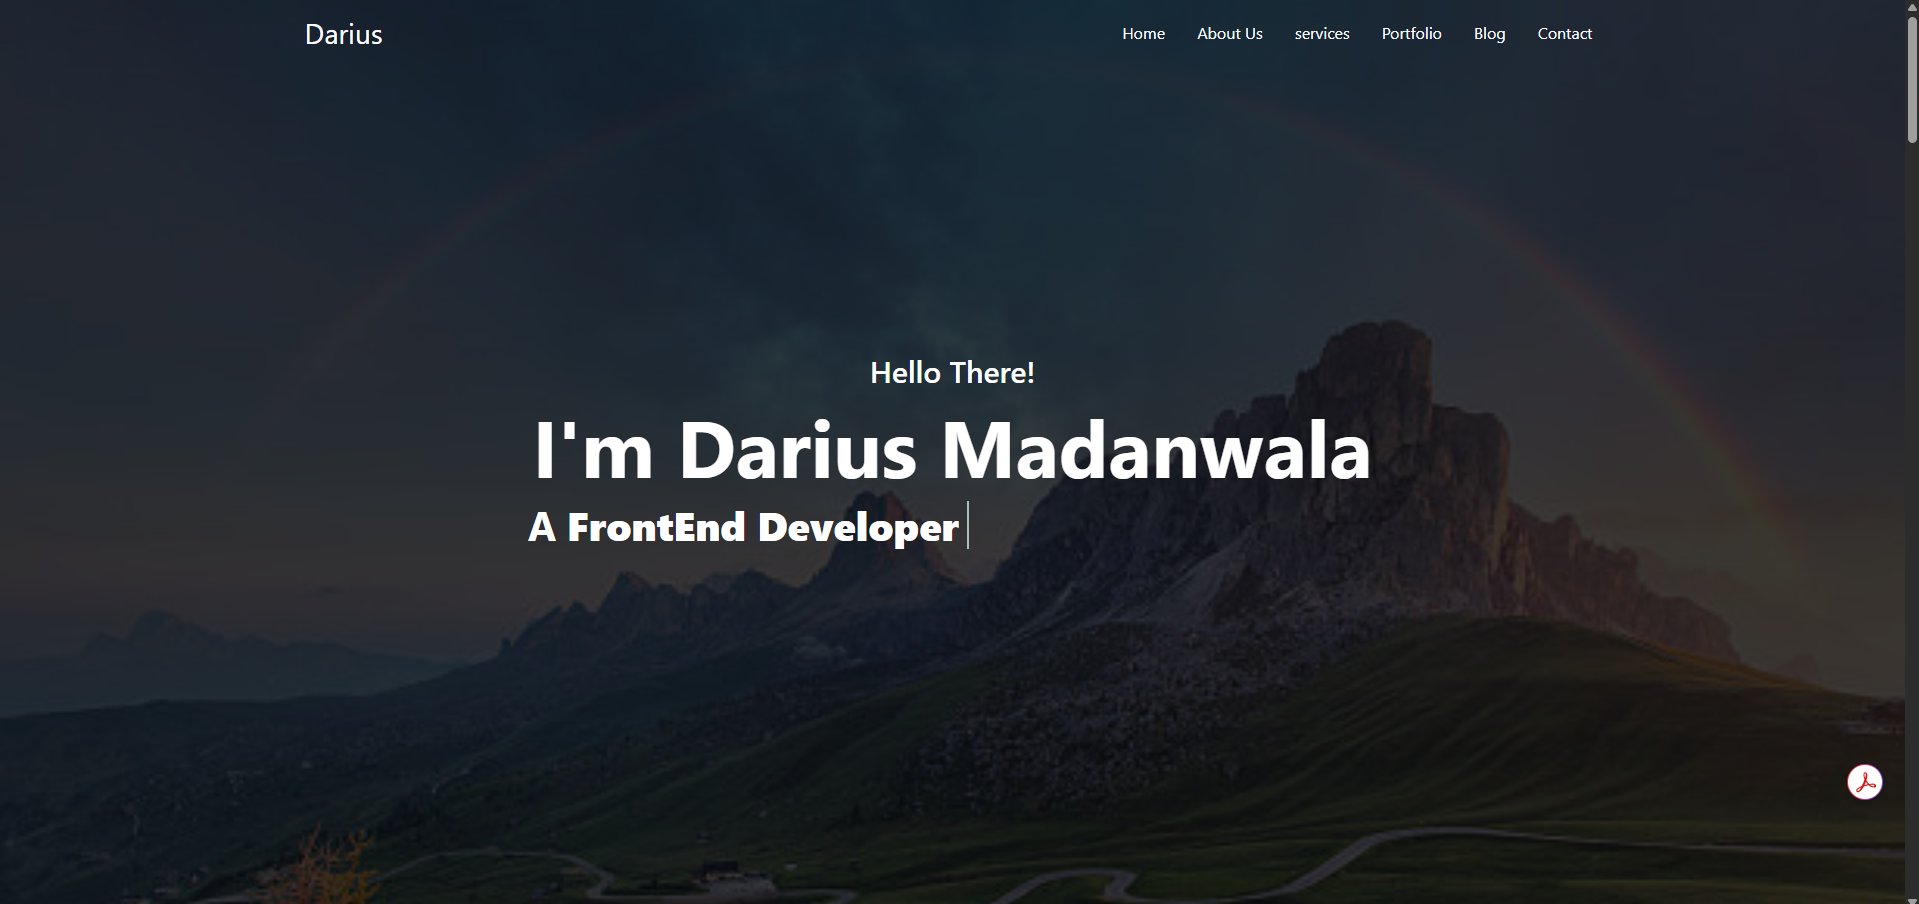 Darius
Home About Us services Portfolio Blog Contact
Hello There!
I'm Darius Madanwala
A FrontEnd Developer